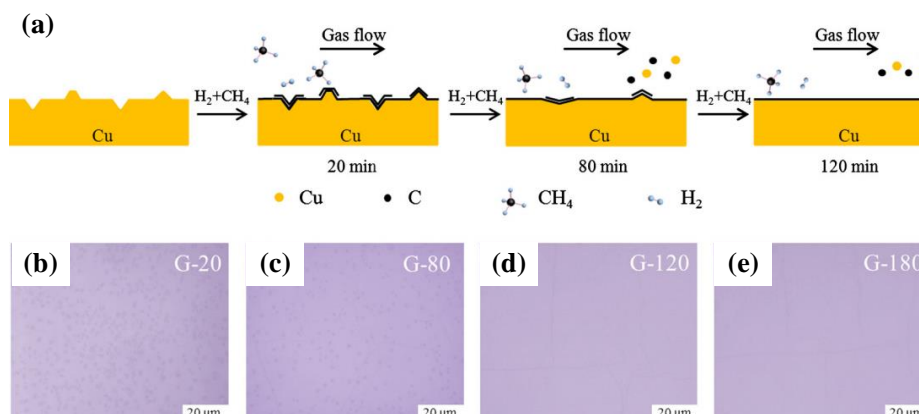 (a)
Gas flow
Gas flow
Gas flow
H₂+CH₄
H₂+CH₄
H₂+CH₄
Cu
Cu
Cu
Cu
20 min
80 min
120 min
Cu
C
CH₄
H₂
(b)
G-20
(c)
G-80
(d)
G-120
(e)
G-180
20 μm
20 μm
20 μm
20 μm